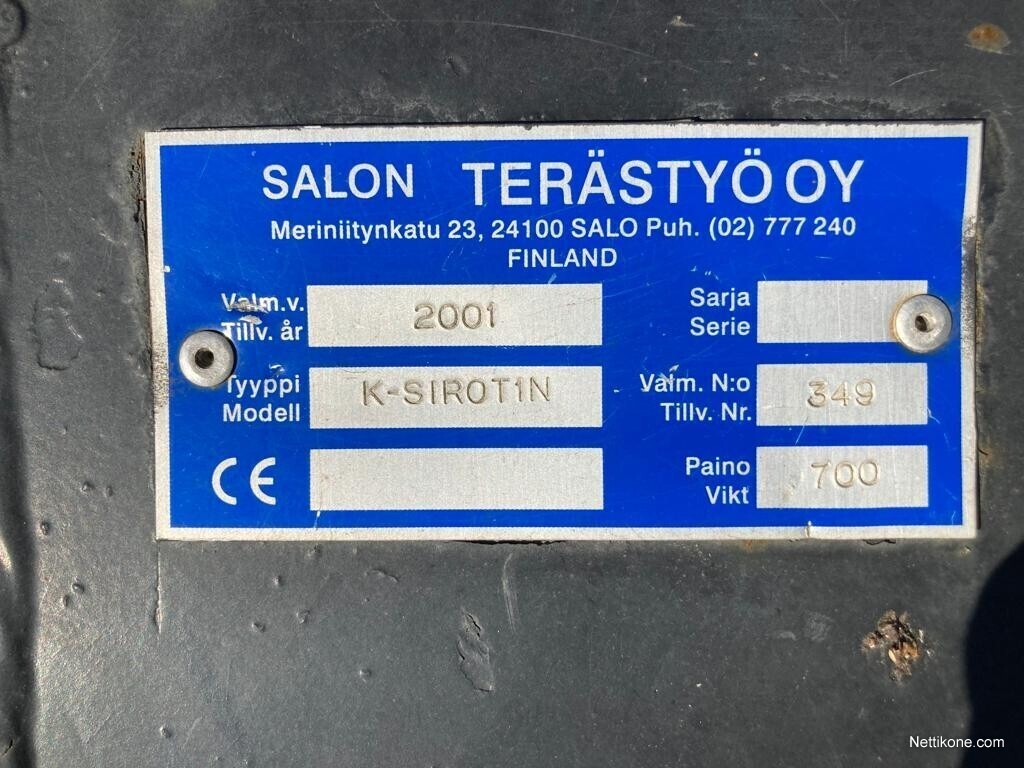 SALON TERÄSTYÖ OY
Meriniitynkatu 23, 24100 SALO Puh. (02) 777 240
FINLAND
Valm.v.
Tillv. år
2001
Sarja
Serie
Tyyppi
Modell
K-SIROT1N
Valm. N:o
Tillv. Nr.
349
CE
Paino
Vikt
700
Nettikone.com